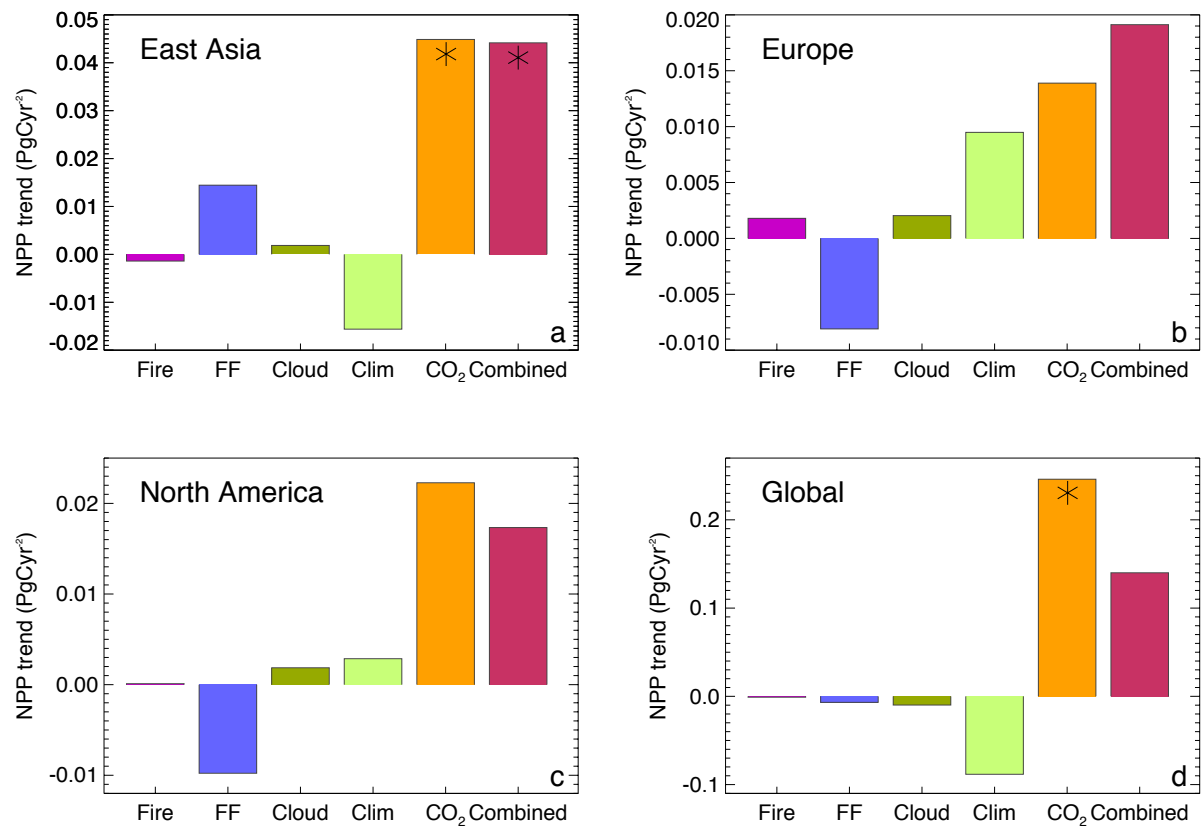 East Asia
NPP trend (PgCyr-2)
0.05
0.04
0.03
0.02
0.01
0.00
-0.01
-0.02
* *
a
Fire FF Cloud Clim CO2 Combined
Europe
NPP trend (PgCyr-2)
0.020
0.015
0.010
0.005
0.000
-0.005
-0.010
b
Fire FF Cloud Clim CO2 Combined
North America
NPP trend (PgCyr-2)
0.02
0.01
0.00
-0.01
c
Fire FF Cloud Clim CO2 Combined
Global
NPP trend (PgCyr-2)
0.2
0.1
0.0
-0.1
*
d
Fire FF Cloud Clim CO2 Combined